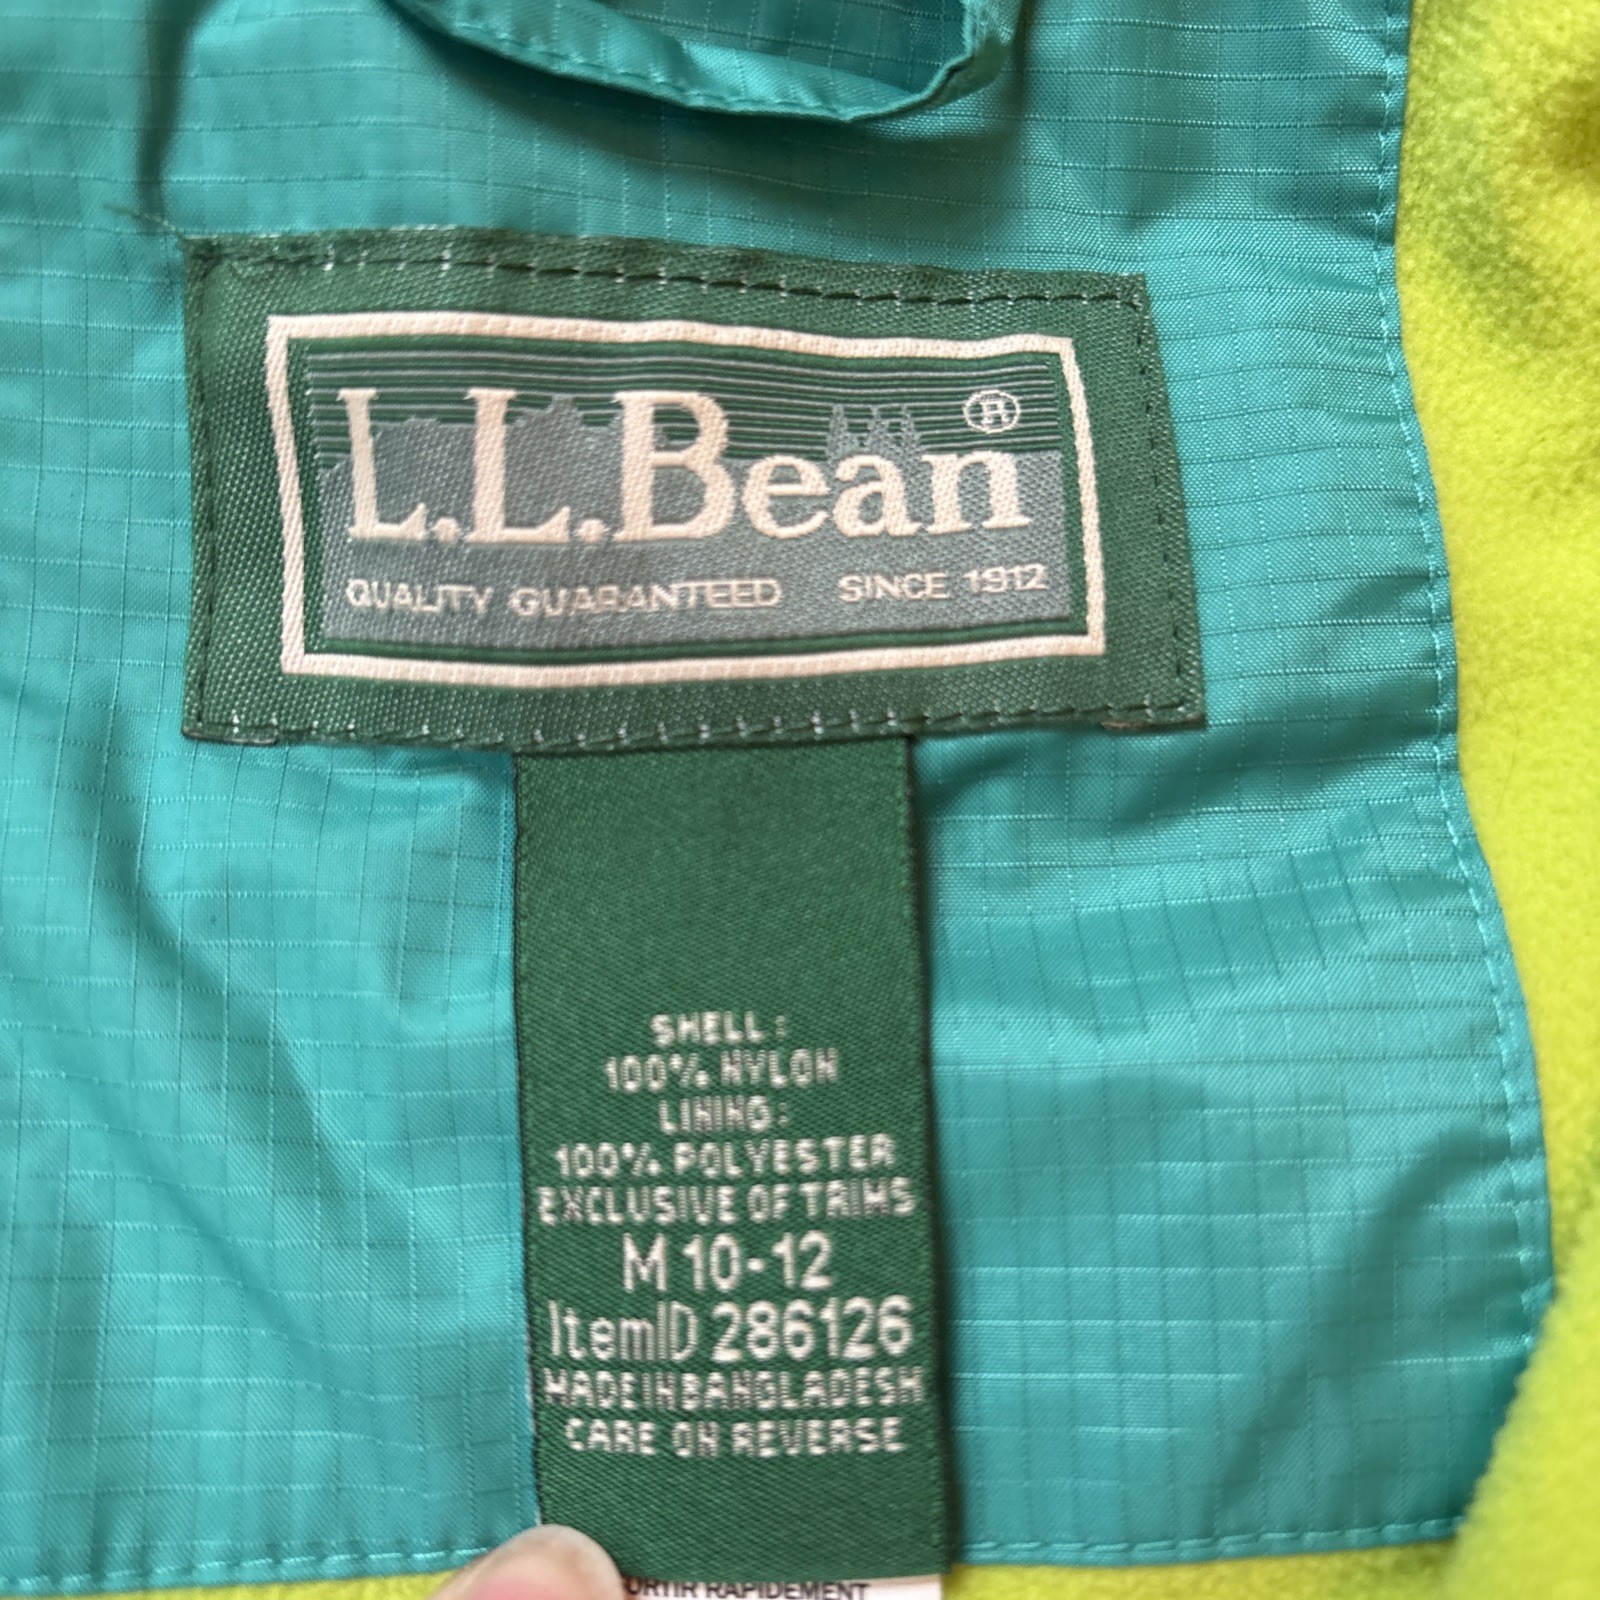 L.L.Bean ®
QUALITY GUARANTEED SINCE 1912
SHELL:
100% NYLON
LINING:
100% POLYESTER
EXCLUSIVE OF TRIMS
M 10-12
ItemID 286126
MADE IN BANGLADESH
CARE ON REVERSE
RAPIDEMENT